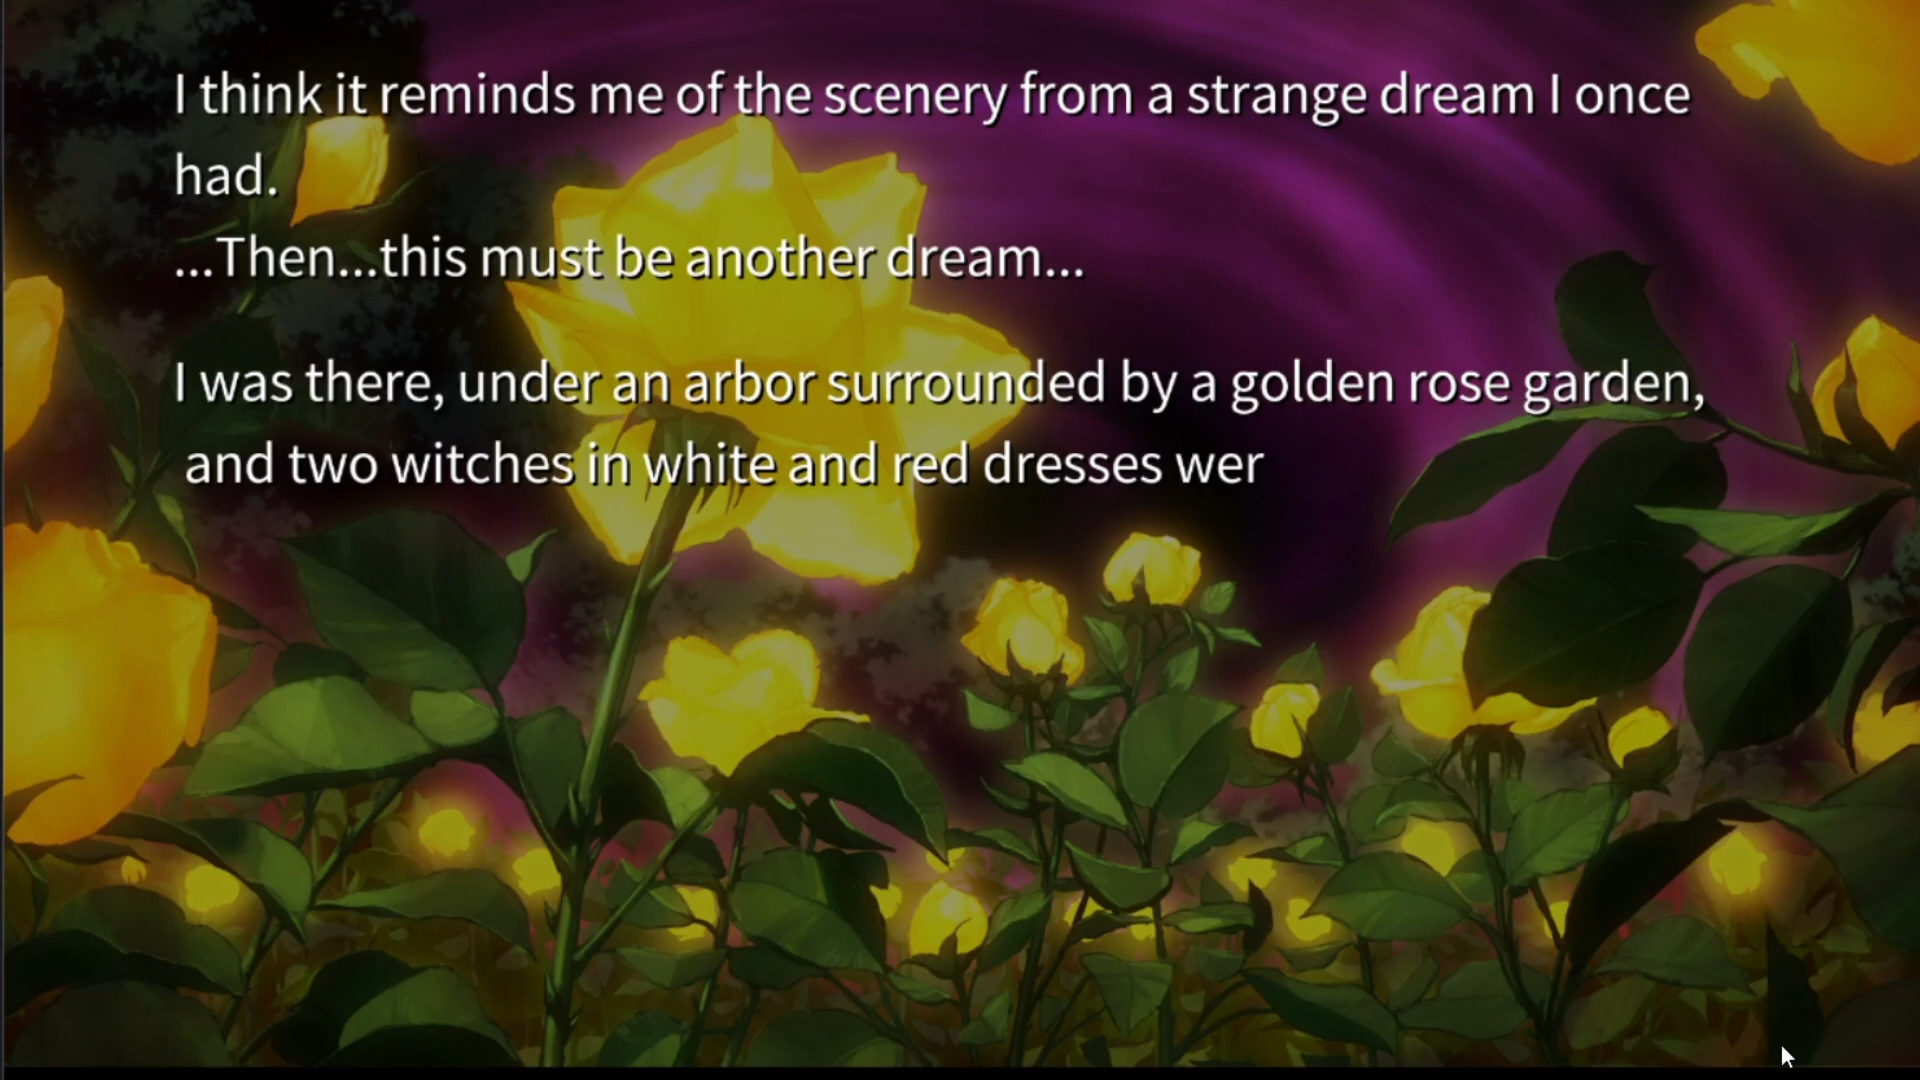 I think it reminds me of the scenery from a strange dream I once
had.
...Then...this must be another dream...
I was there, under an arbor surrounded by a golden rose garden,
and two witches in white and red dresses wer